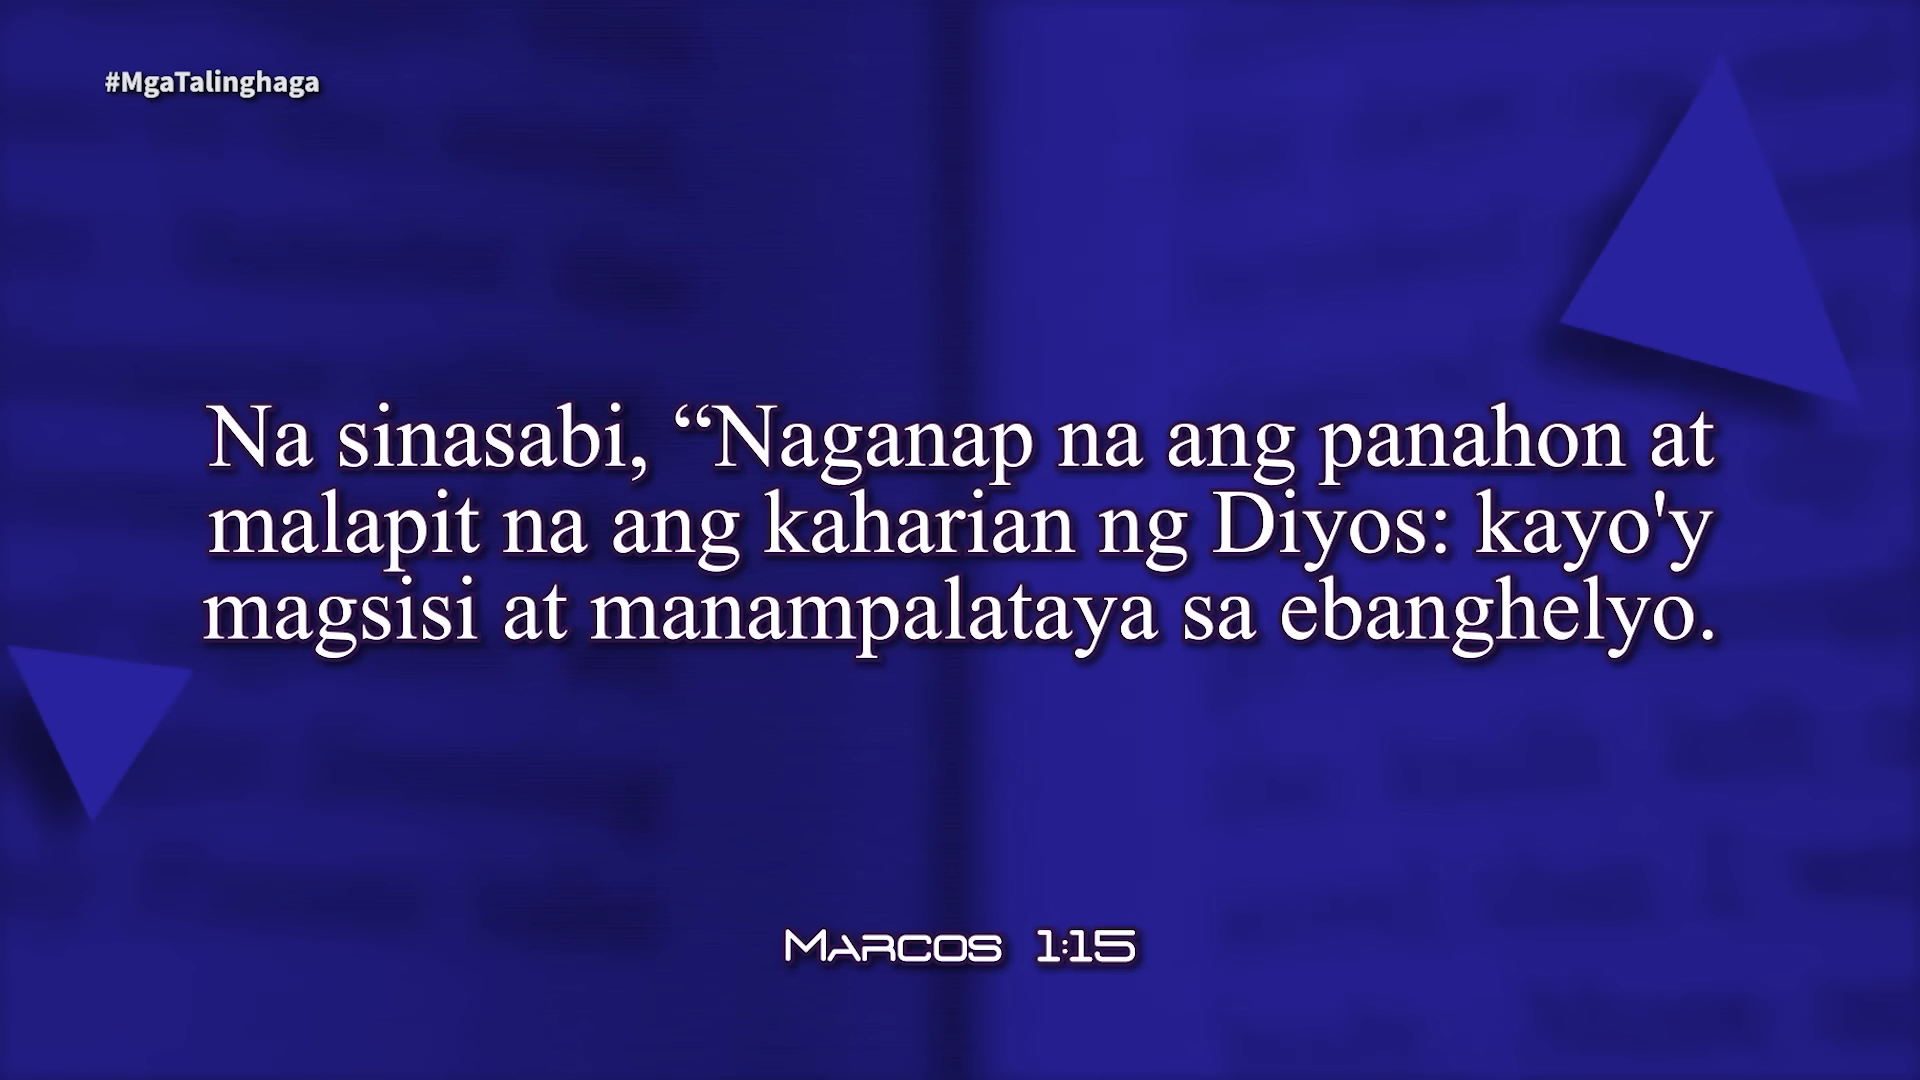 #MgaTalinghaga
Na sinasabi, “Naganap na ang panahon at
malapit na ang kaharian ng Diyos: kayo'y
magsisi at manampalataya sa ebanghelyo.
Marcos 1:15